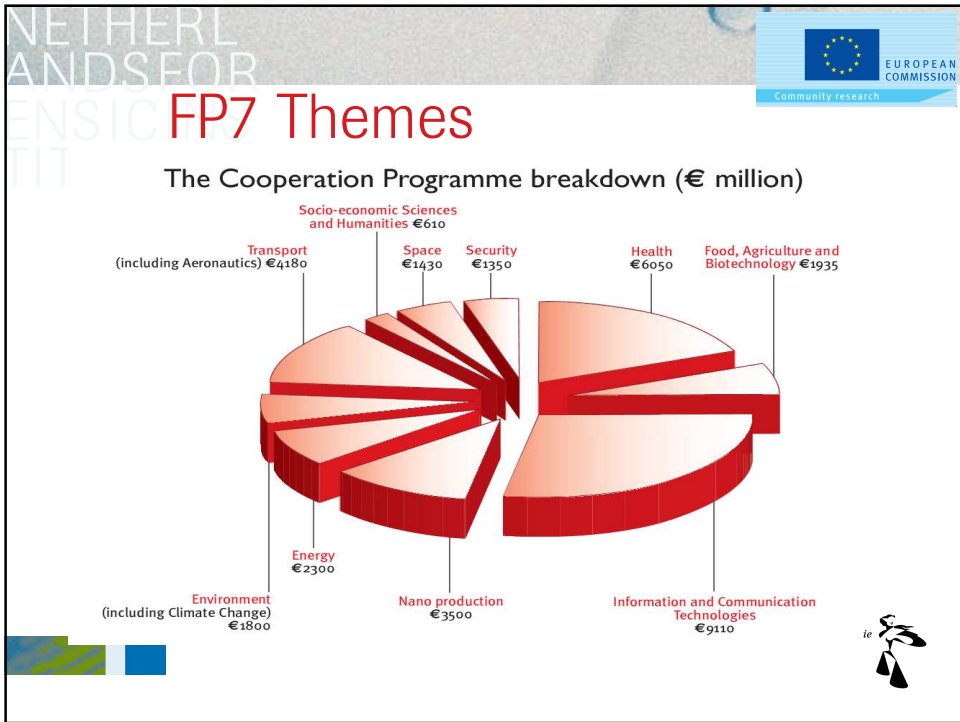 NETHERL
ANDSFOR
ENSICINS
TIT
EUROPEAN
COMMISSION
Community research
FP7 Themes
The Cooperation Programme breakdown (€ million)
Socio-economic Sciences
and Humanities €610
Transport
(including Aeronautics) €4180
Space
€1430
Security
€1350
Health
€6050
Food, Agriculture and
Biotechnology €1935
Energy
€2300
Environment
(including Climate Change)
€1800
Nano production
€3500
Information and Communication
Technologies
€9110
ie